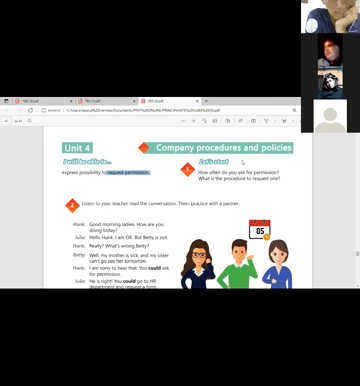 Archivo
Unit 4
Company procedures and policies
I will be able to...
express possibility to request permission.
Let's start
1
How often do you ask for permission?
What is the procedure to request one?
2
Listen to your teacher read the conversation. Then, practice with a partner.
Hank: Good morning ladies. How are you
doing today?
Julie: Hello Hank. I am OK. But Betty is not.
Hank: Really? What's wrong Betty?
Betty: Well, my mother is sick, and my sister
can't go see her tomorrow.
Hank: I am sorry to hear that. You could ask
for permission.
Julie: He is right! You could go to HR
department and request a form.
05